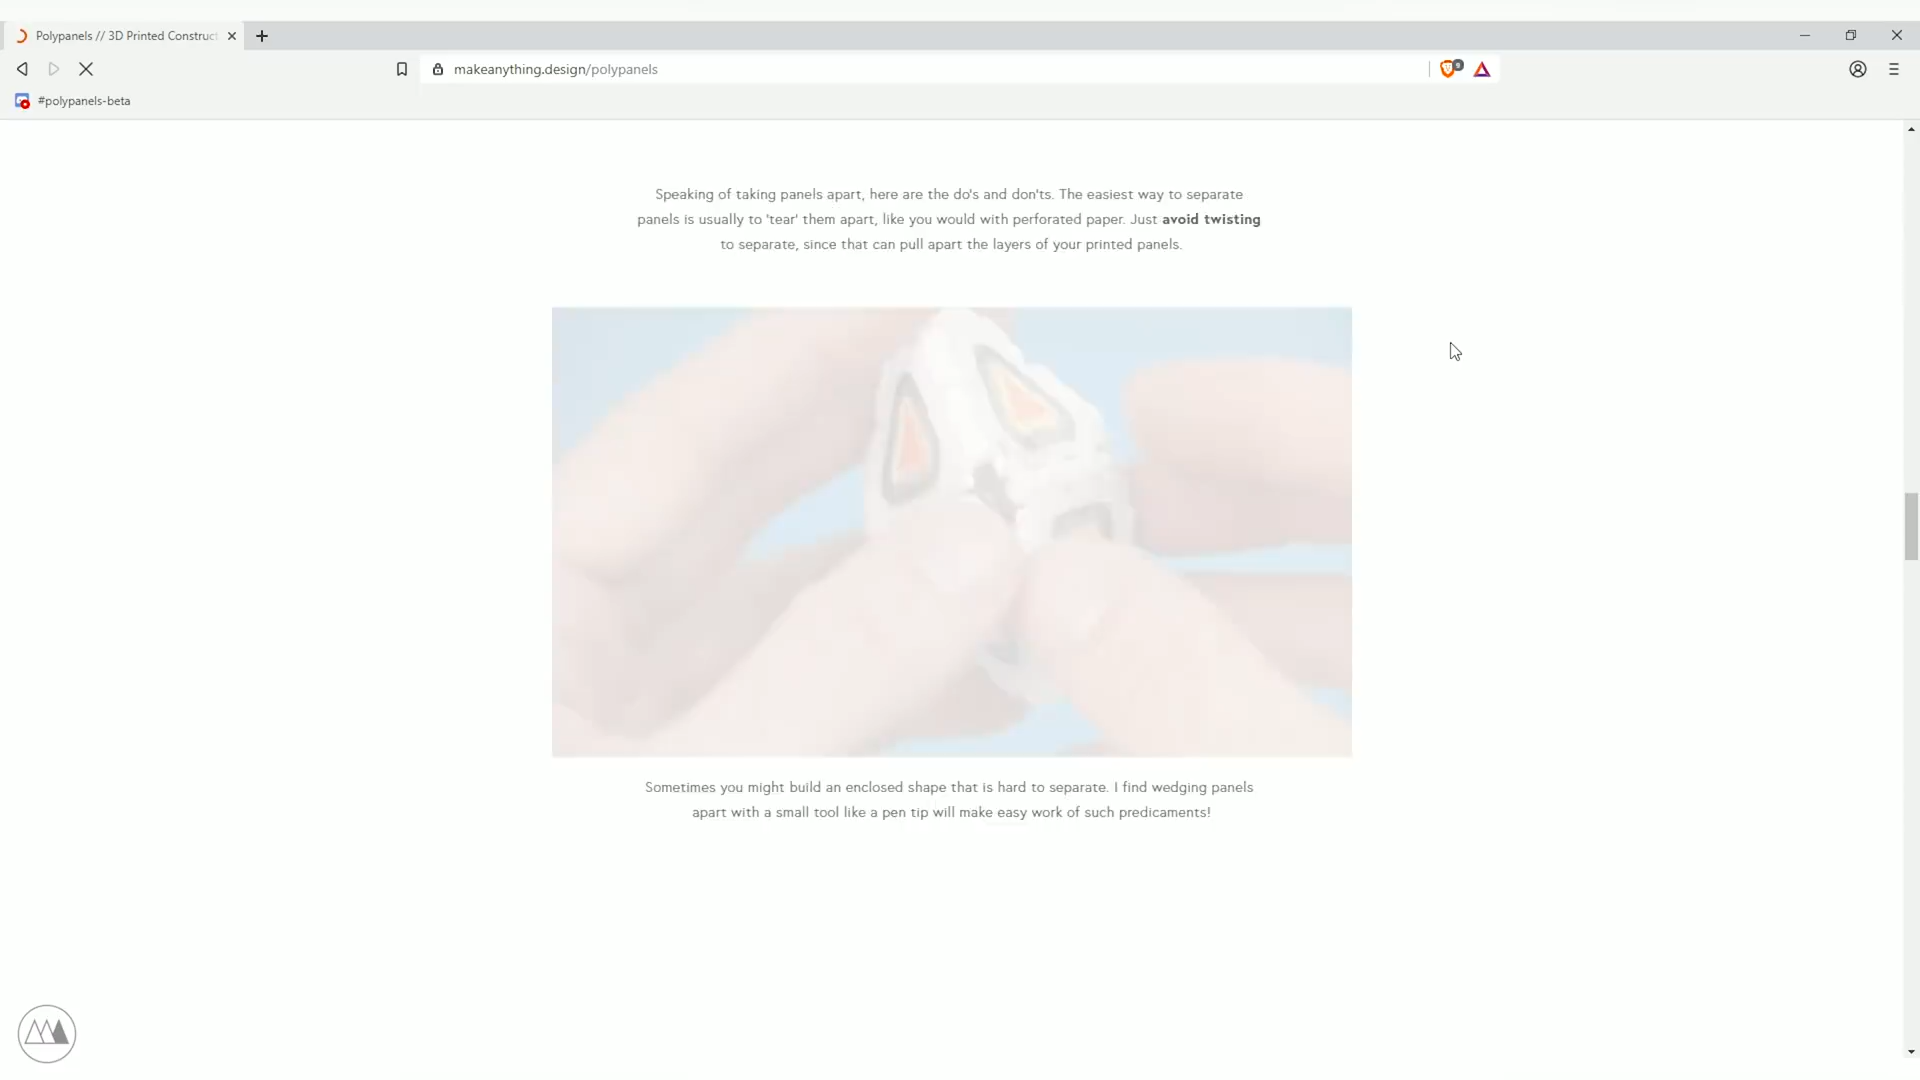 Polypanels // 3D Printed Construct
makeanything.design/polypanels
9
#polypanels-beta
Speaking of taking panels apart, here are the do's and don'ts. The easiest way to separate
panels is usually to 'tear' them apart, like you would with perforated paper. Just avoid twisting
to separate, since that can pull apart the layers of your printed panels.
Sometimes you might build an enclosed shape that is hard to separate. I find wedging panels
apart with a small tool like a pen tip will make easy work of such predicaments!